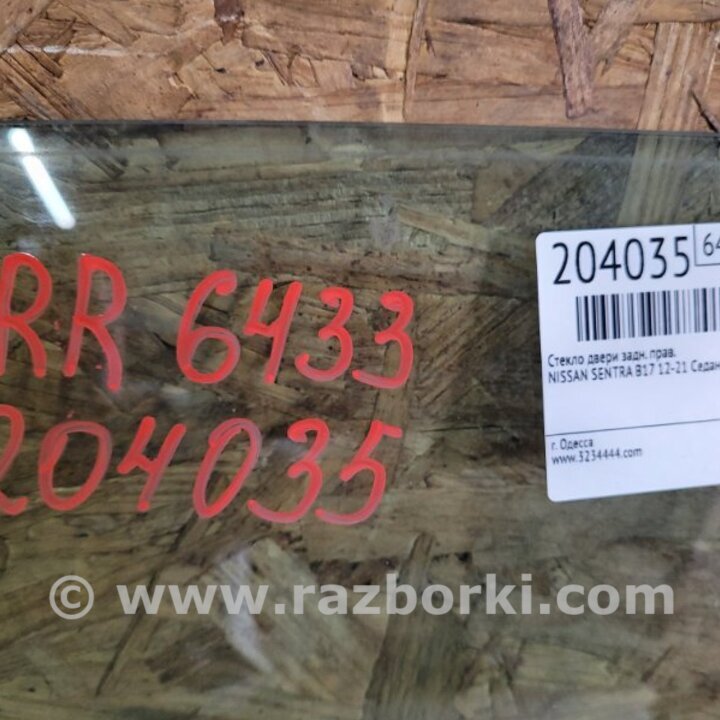 RR 6433
204035
204035 64
Стекло двери задн. прав.
NISSAN SENTRA B17 12-21 Седан
г. Одесса
www.3234444.com
© www.razborki.com